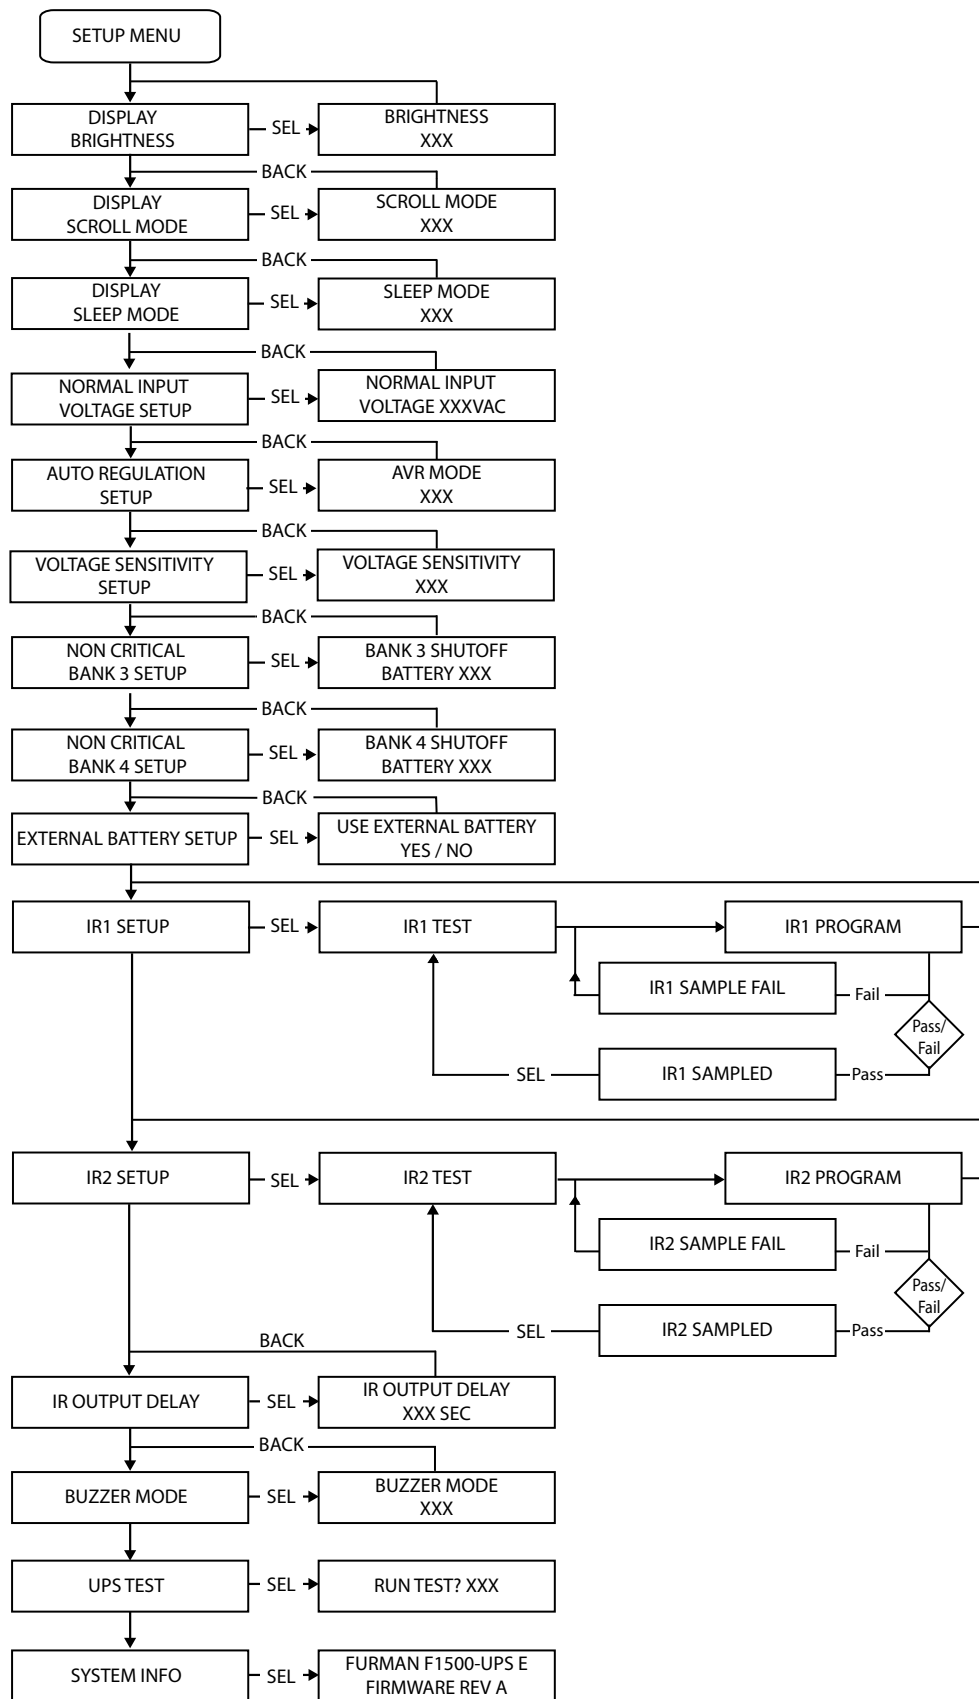 SETUP MENU
DISPLAY
BRIGHTNESS
SEL
BRIGHTNESS
XXX
BACK
DISPLAY
SCROLL MODE
SEL
SCROLL MODE
XXX
BACK
DISPLAY
SLEEP MODE
SEL
SLEEP MODE
XXX
BACK
NORMAL INPUT
VOLTAGE SETUP
SEL
NORMAL INPUT
VOLTAGE XXXVAC
BACK
AUTO REGULATION
SETUP
SEL
AVR MODE
XXX
BACK
VOLTAGE SENSITIVITY
SETUP
SEL
VOLTAGE SENSITIVITY
XXX
BACK
NON CRITICAL
BANK 3 SETUP
SEL
BANK 3 SHUTOFF
BATTERY XXX
BACK
NON CRITICAL
BANK 4 SETUP
SEL
BANK 4 SHUTOFF
BATTERY XXX
BACK
EXTERNAL BATTERY SETUP
SEL
USE EXTERNAL BATTERY
YES / NO
IR1 SETUP
SEL
IR1 TEST
IR1 PROGRAM
IR1 SAMPLE FAIL
Fail
Pass/
Fail
SEL
IR1 SAMPLED
Pass
IR2 SETUP
SEL
IR2 TEST
IR2 PROGRAM
IR2 SAMPLE FAIL
Fail
Pass/
Fail
SEL
IR2 SAMPLED
Pass
BACK
IR OUTPUT DELAY
SEL
IR OUTPUT DELAY
XXX SEC
BACK
BUZZER MODE
SEL
BUZZER MODE
XXX
UPS TEST
SEL
RUN TEST? XXX
SYSTEM INFO
SEL
FURMAN F1500-UPS E
FIRMWARE REV A